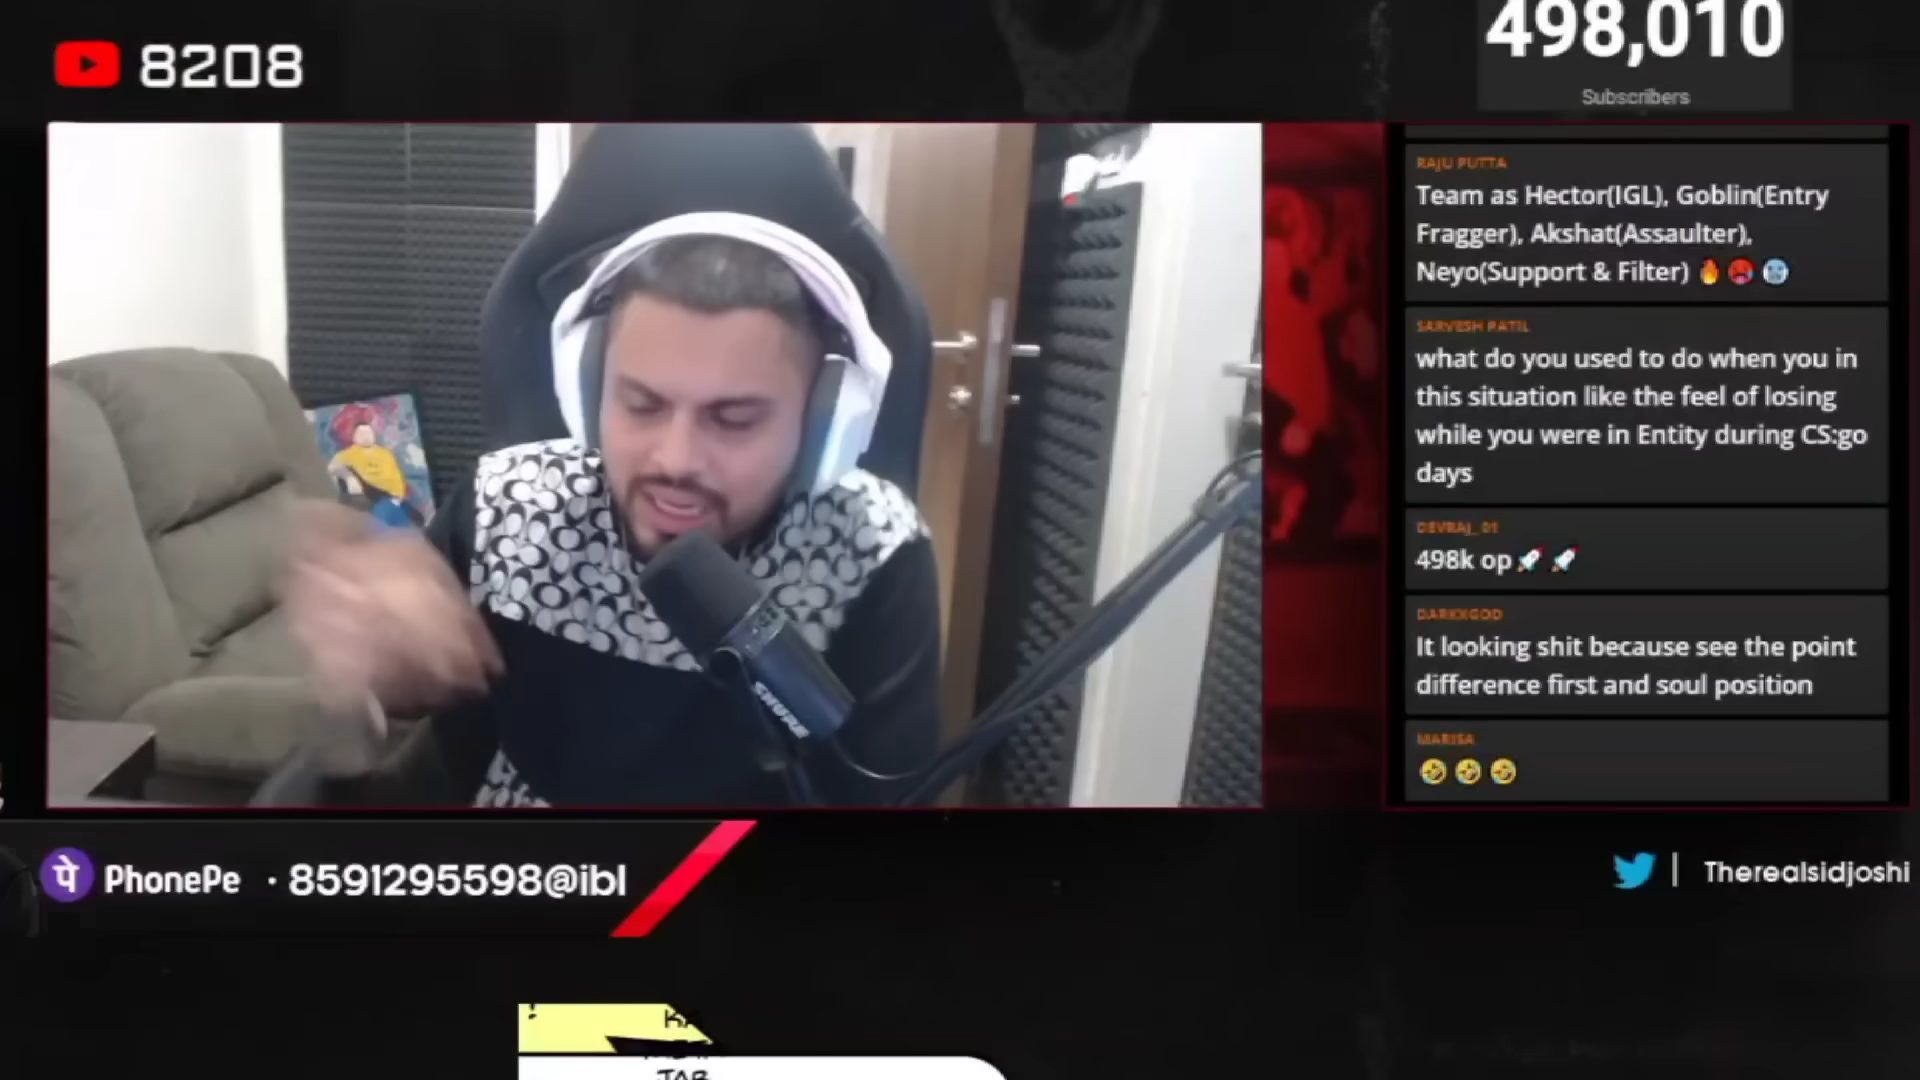 8208
498,010
Subscribers
RAJU PUTTA
Team as Hector(IGL), Goblin(Entry
Fragger), Akshat(Assaulter),
Neyo(Support & Filter) 🔥🥵🥶
SARVESH PATIL
what do you used to do when you in
this situation like the feel of losing
while you were in Entity during CS:go
days
DEVRAJ_01
498k op🚀 🚀
DARKXGOD
It looking shit because see the point
difference first and soul position
MARISA
🤣 🤣 🤣
SHURE
पे PhonePe · 8591295598@ibl
| Therealsidjoshi
!
KA
JAB